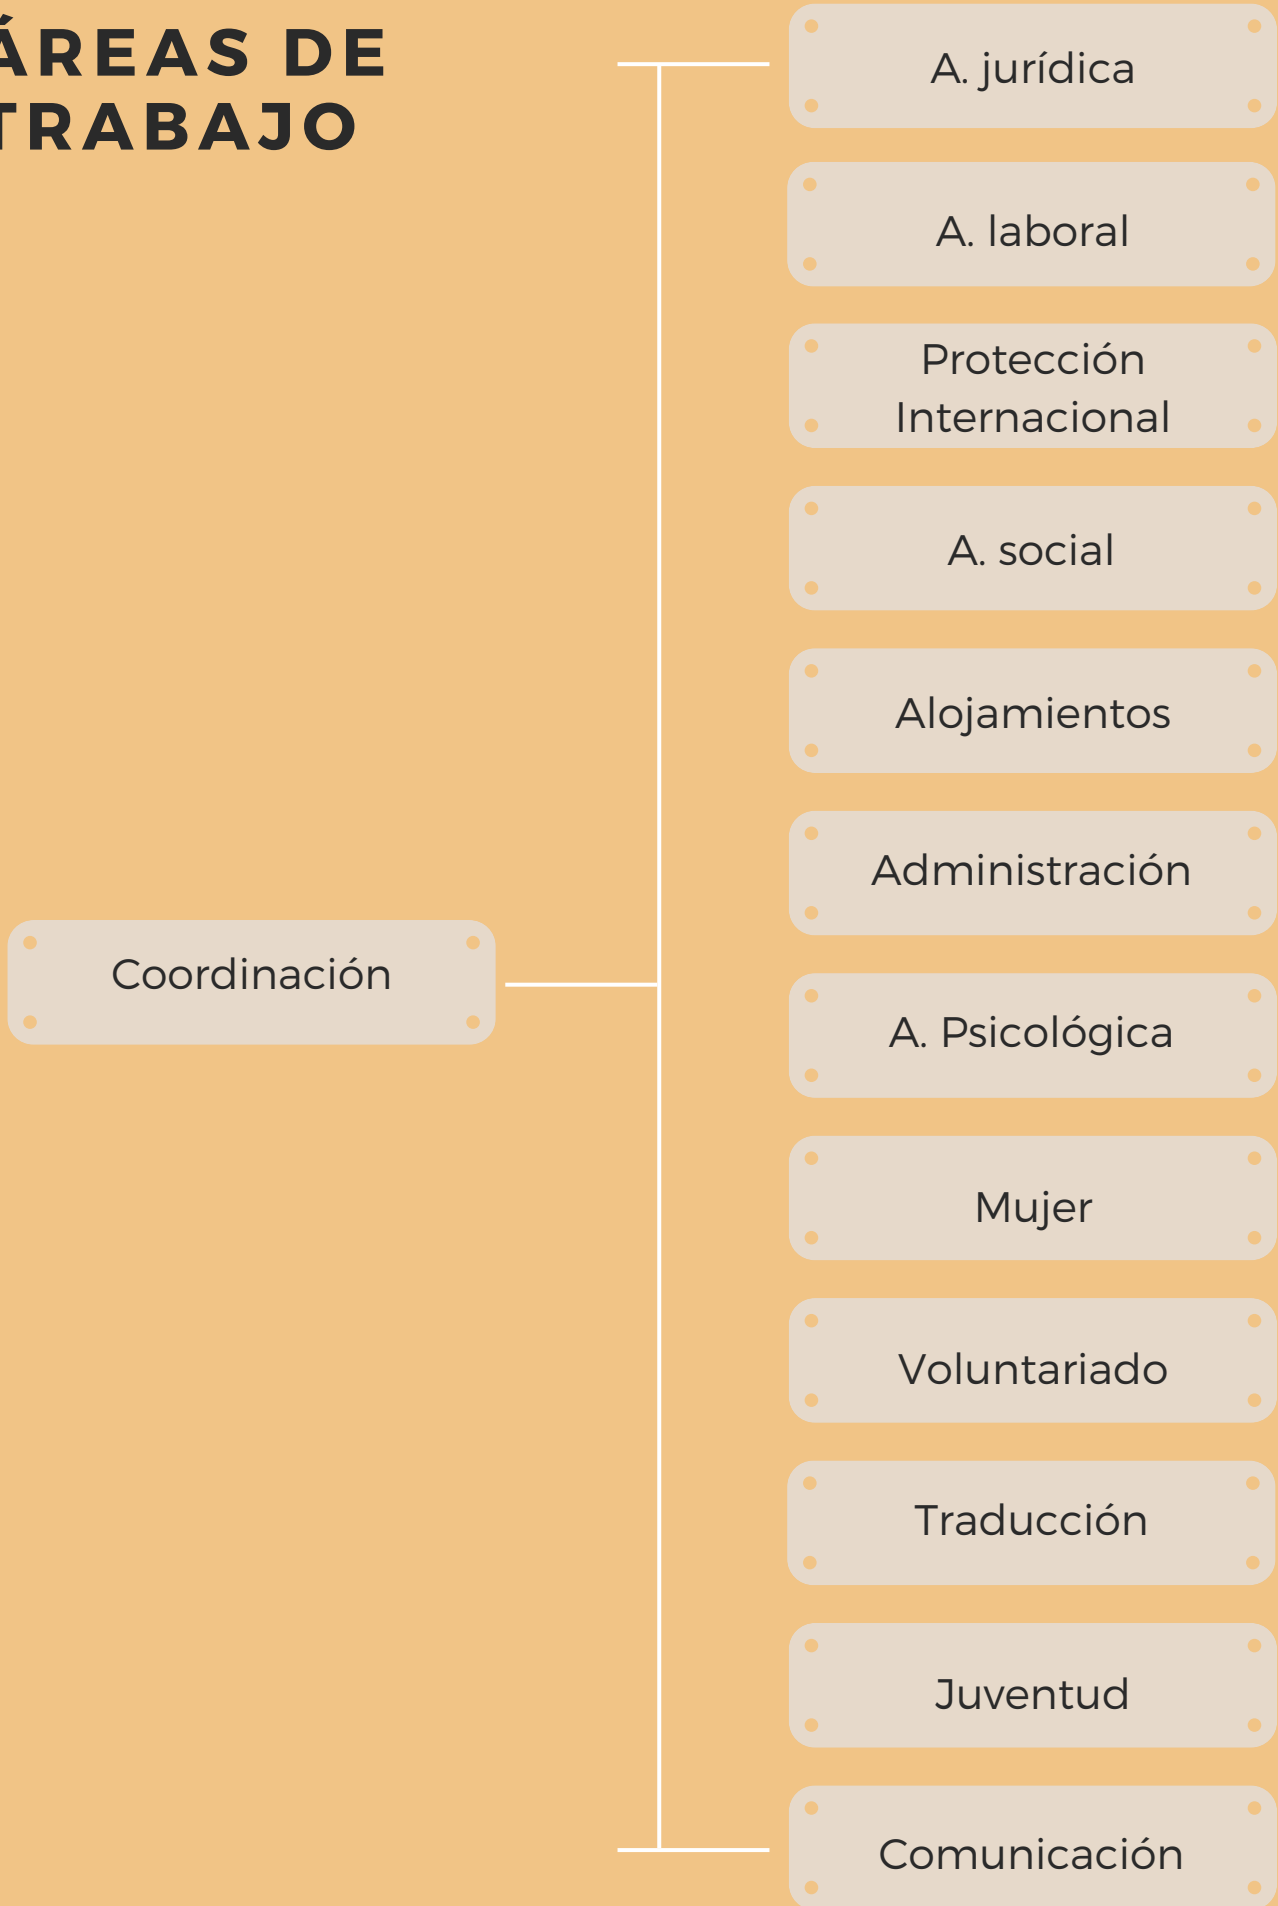 ÁREAS DE
TRABAJO
A. jurídica
A. laboral
Protección
Internacional
A. social
Alojamientos
Administración
Coordinación
A. Psicológica
Mujer
Voluntariado
Traducción
Juventud
Comunicación